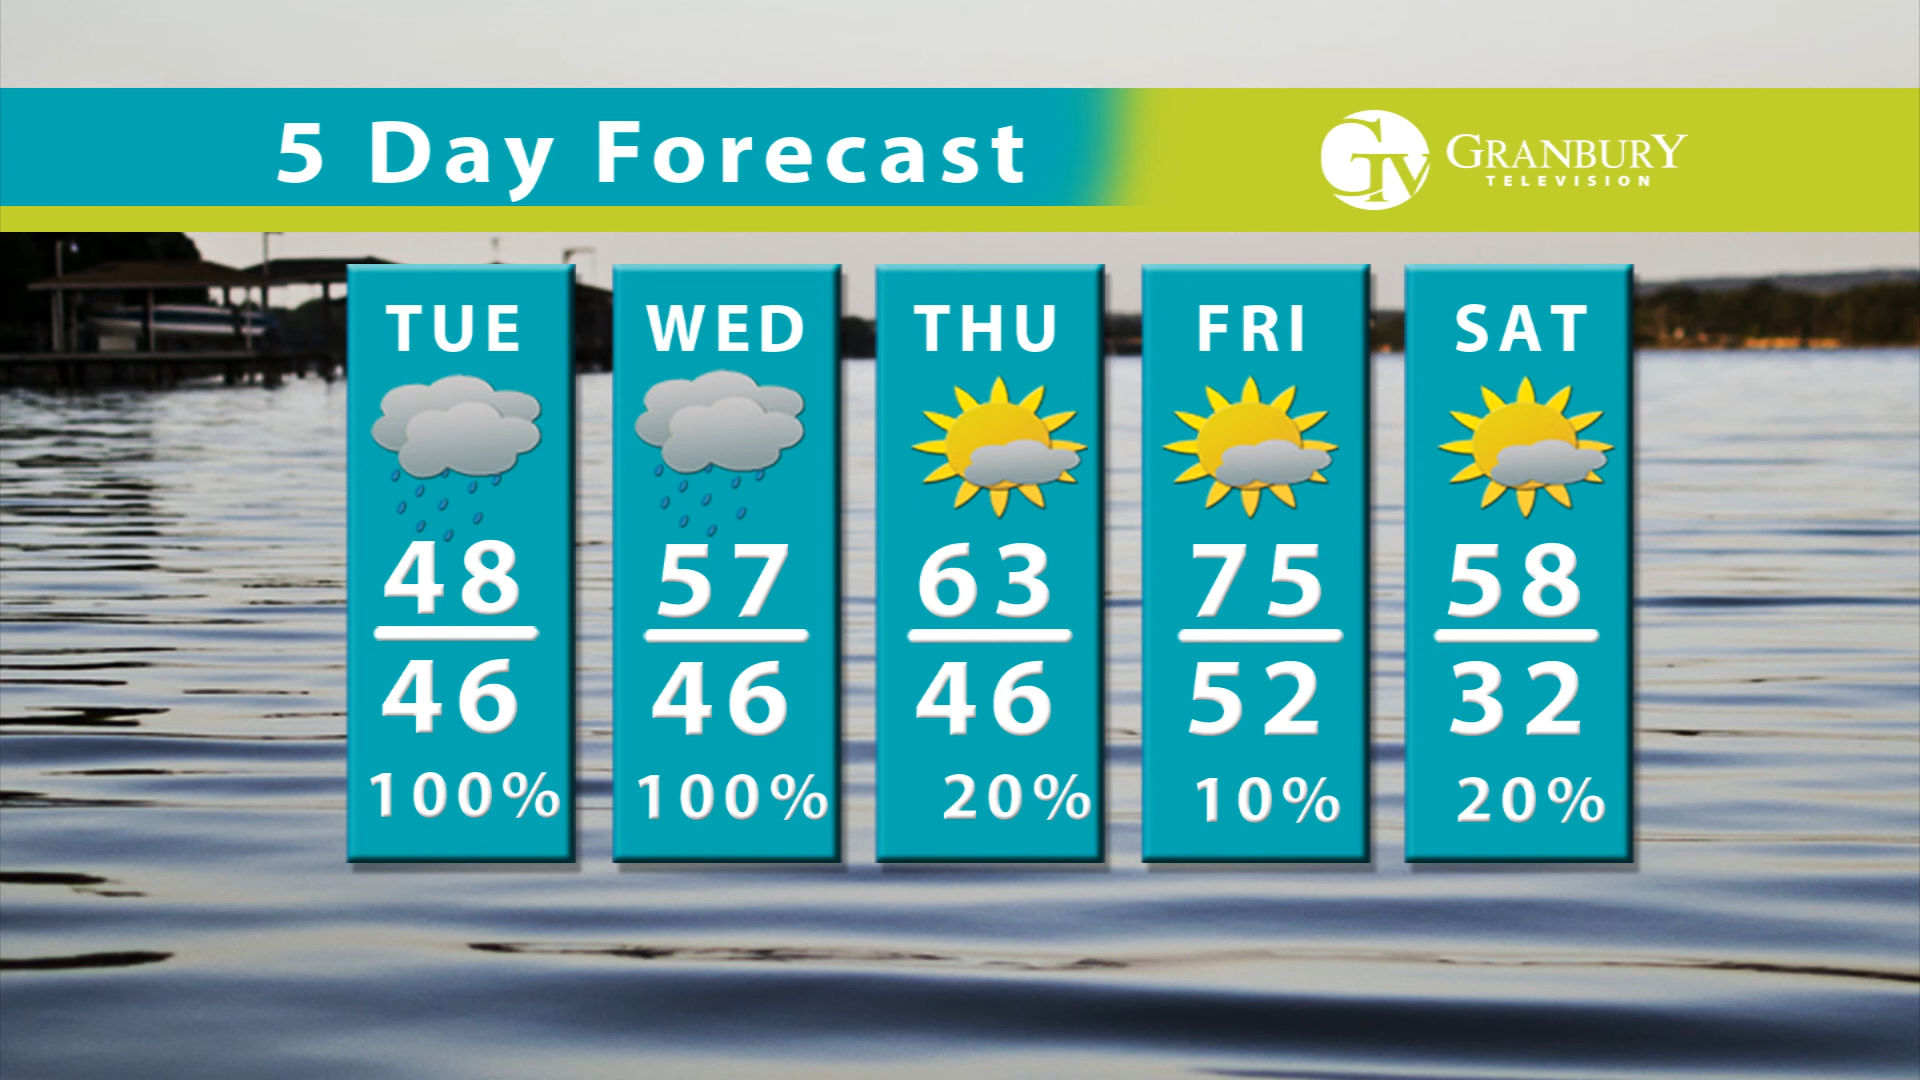 5 Day Forecast
GTV GRANBURY
TELEVISION
TUE WED THU FRI SAT
48 57 63 75 58
46 46 46 52 32
100% 100% 20% 10% 20%